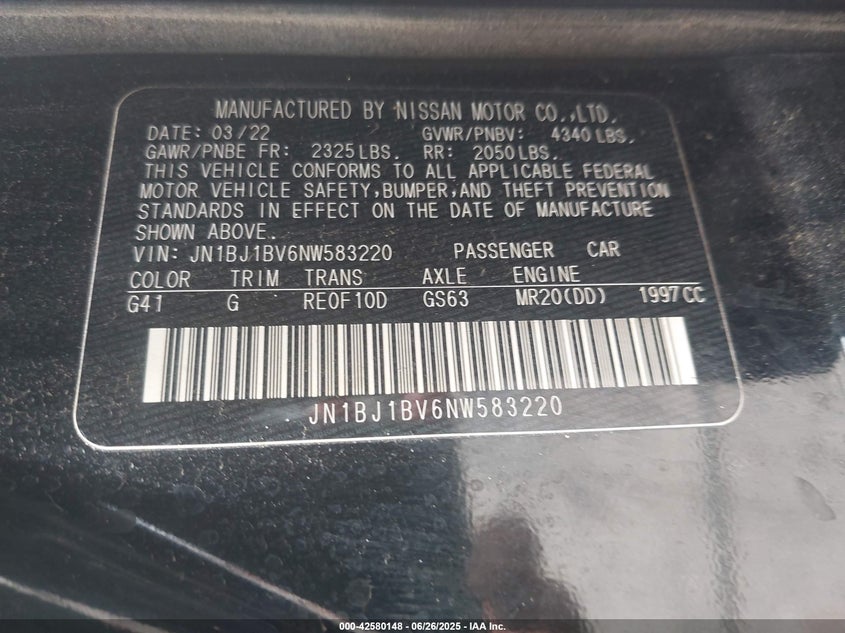 MANUFACTURED BY NISSAN MOTOR CO.,LTD.
DATE: 03/22 GVWR/PNBV: 4340 LBS.
GAWR/PNBE FR: 2325 LBS. RR: 2050 LBS.
THIS VEHICLE CONFORMS TO ALL APPLICABLE FEDERAL
MOTOR VEHICLE SAFETY,BUMPER,AND THEFT PREVENTION
STANDARDS IN EFFECT ON THE DATE OF MANUFACTURE
SHOWN ABOVE.
VIN: JN1BJ1BV6NW583220 PASSENGER CAR
COLOR TRIM TRANS AXLE ENGINE
G41 G RE0F10D GS63 MR20(DD) 1997CC
JN1BJ1BV6NW583220
000-42580148 - 06/26/2025 - IAA Inc.